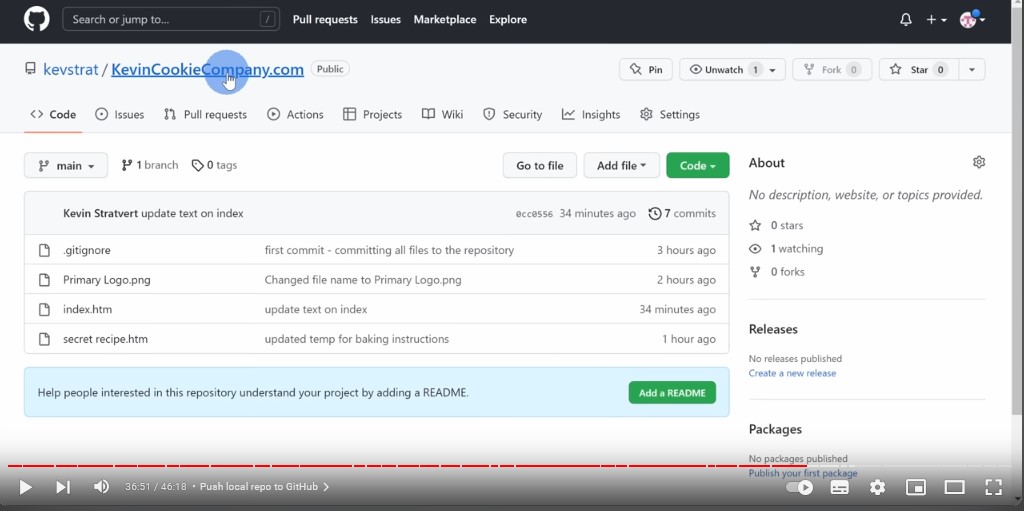 Search or jump to... / Pull requests Issues Marketplace Explore
kevstrat / KevinCookieCompany.com Public Pin Unwatch 1 Fork 0 Star 0
Code Issues Pull requests Actions Projects Wiki Security Insights Settings
main 1 branch 0 tags Go to file Add file Code
Kevin Stratvert update text on index 0cc0556 34 minutes ago 7 commits
.gitignore first commit - committing all files to the repository 3 hours ago
Primary Logo.png Changed file name to Primary Logo.png 2 hours ago
index.htm update text on index 34 minutes ago
secret recipe.htm updated temp for baking instructions 1 hour ago
Help people interested in this repository understand your project by adding a README. Add a README
About
No description, website, or topics provided.
0 stars
1 watching
0 forks
Releases
No releases published
Create a new release
Packages
No packages published
Publish your first package
36:51 / 46:18 • Push local repo to GitHub >